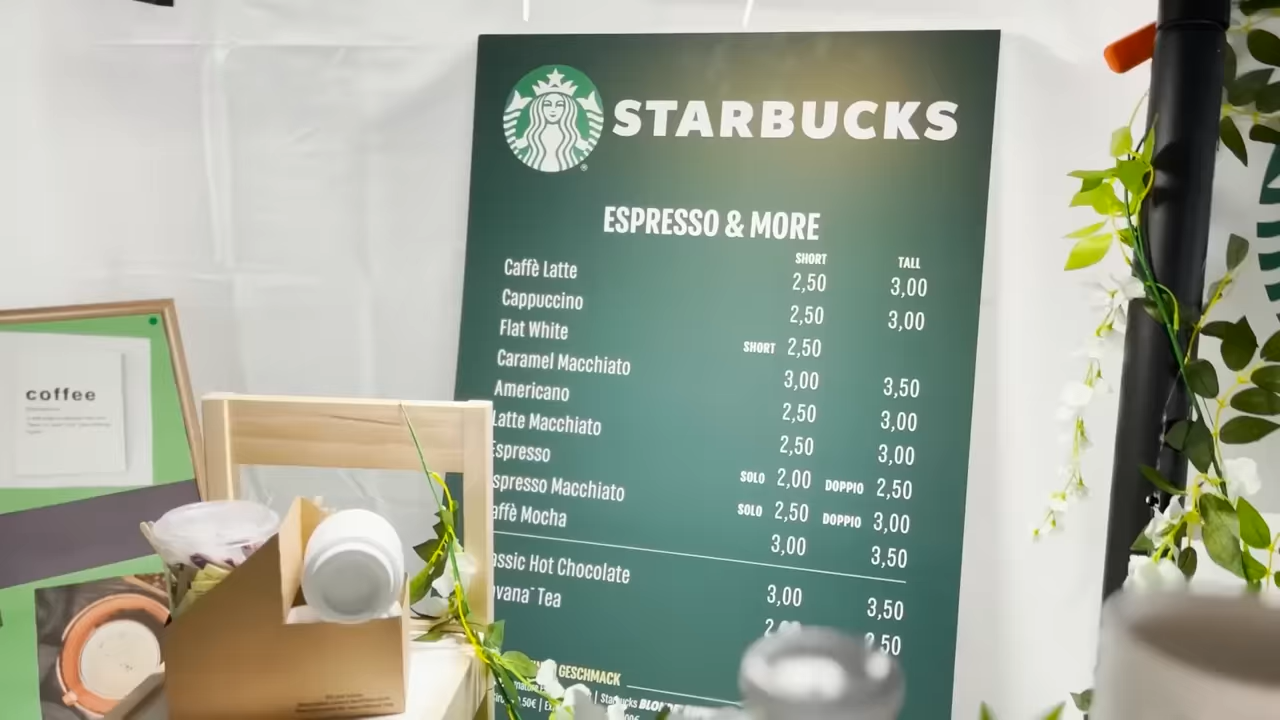 STARBUCKS
ESPRESSO & MORE
SHORT TALL
Caffè Latte 2,50 3,00
Cappuccino 2,50 3,00
Flat White SHORT 2,50
Caramel Macchiato 3,00 3,50
Americano 2,50 3,00
Latte Macchiato 2,50 3,00
Espresso SOLO 2,00 DOPPIO 2,50
spresso Macchiato SOLO 2,50 DOPPIO 3,00
affè Mocha 3,00 3,50
assic Hot Chocolate 3,00 3,50
vana™ Tea
GESCHMACK
Starbucks
coffee